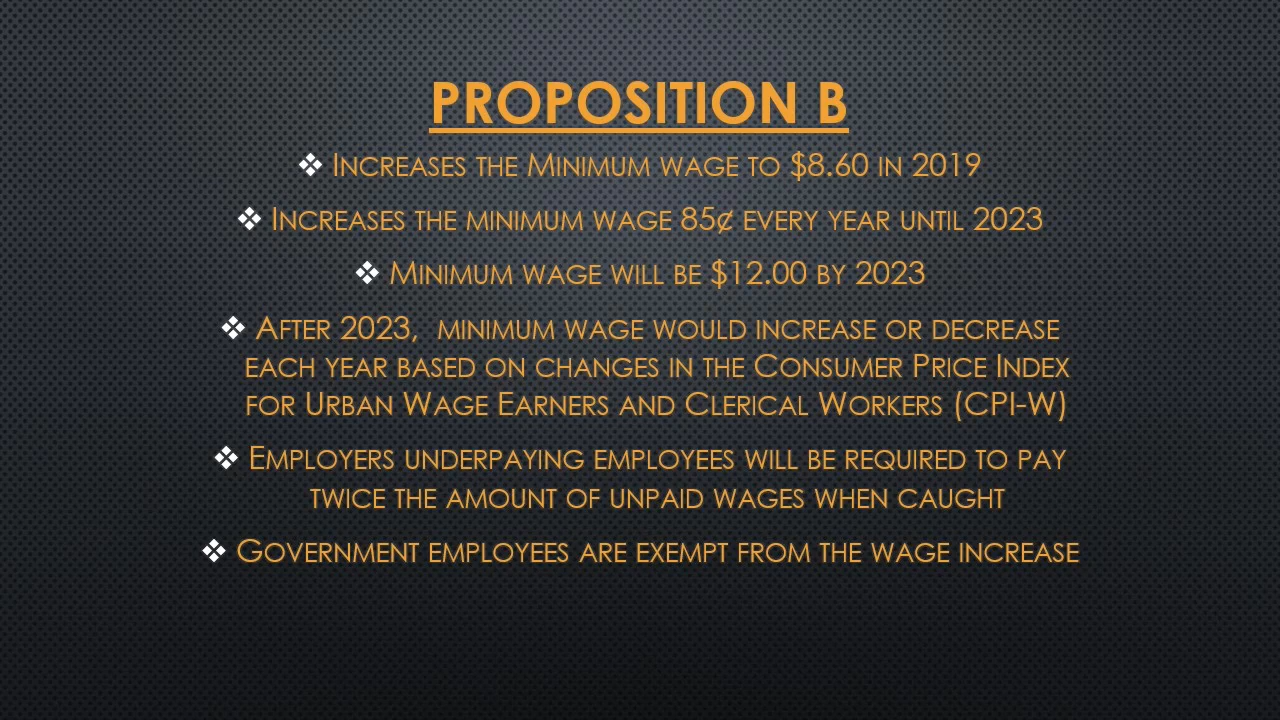 PROPOSITION B
❖ Increases the Minimum wage to $8.60 in 2019
❖ Increases the minimum wage 85¢ every year until 2023
❖ Minimum wage will be $12.00 by 2023
❖ After 2023, minimum wage would increase or decrease
each year based on changes in the Consumer Price Index
for Urban Wage Earners and Clerical Workers (CPI-W)
❖ Employers underpaying employees will be required to pay
twice the amount of unpaid wages when caught
❖ Government employees are exempt from the wage increase